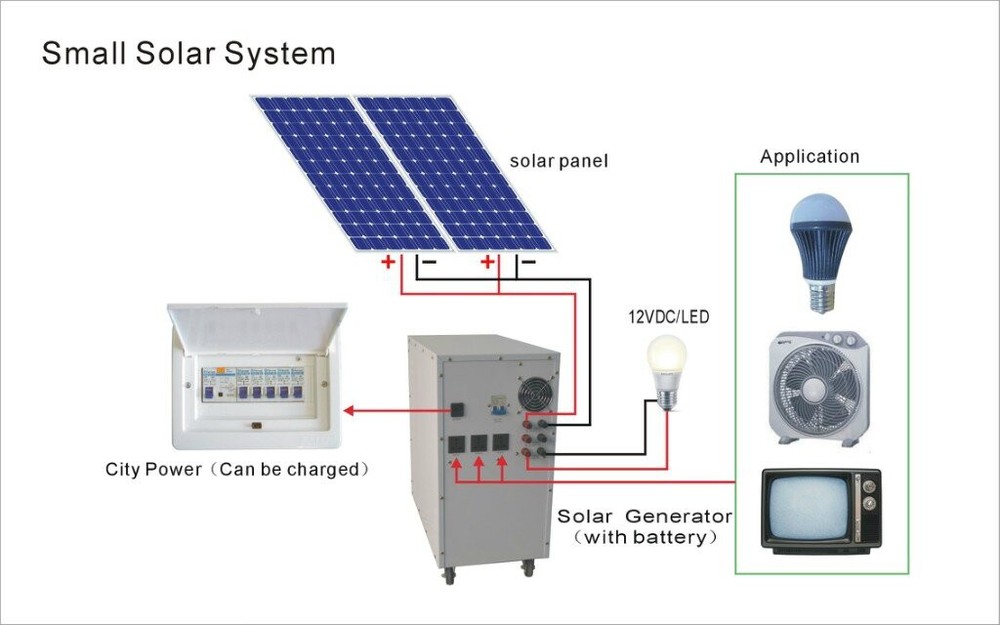 Small Solar System
solar panel
Application
+ − + −
12VDC/LED
City Power（Can be charged）
Solar Generator
（with battery）